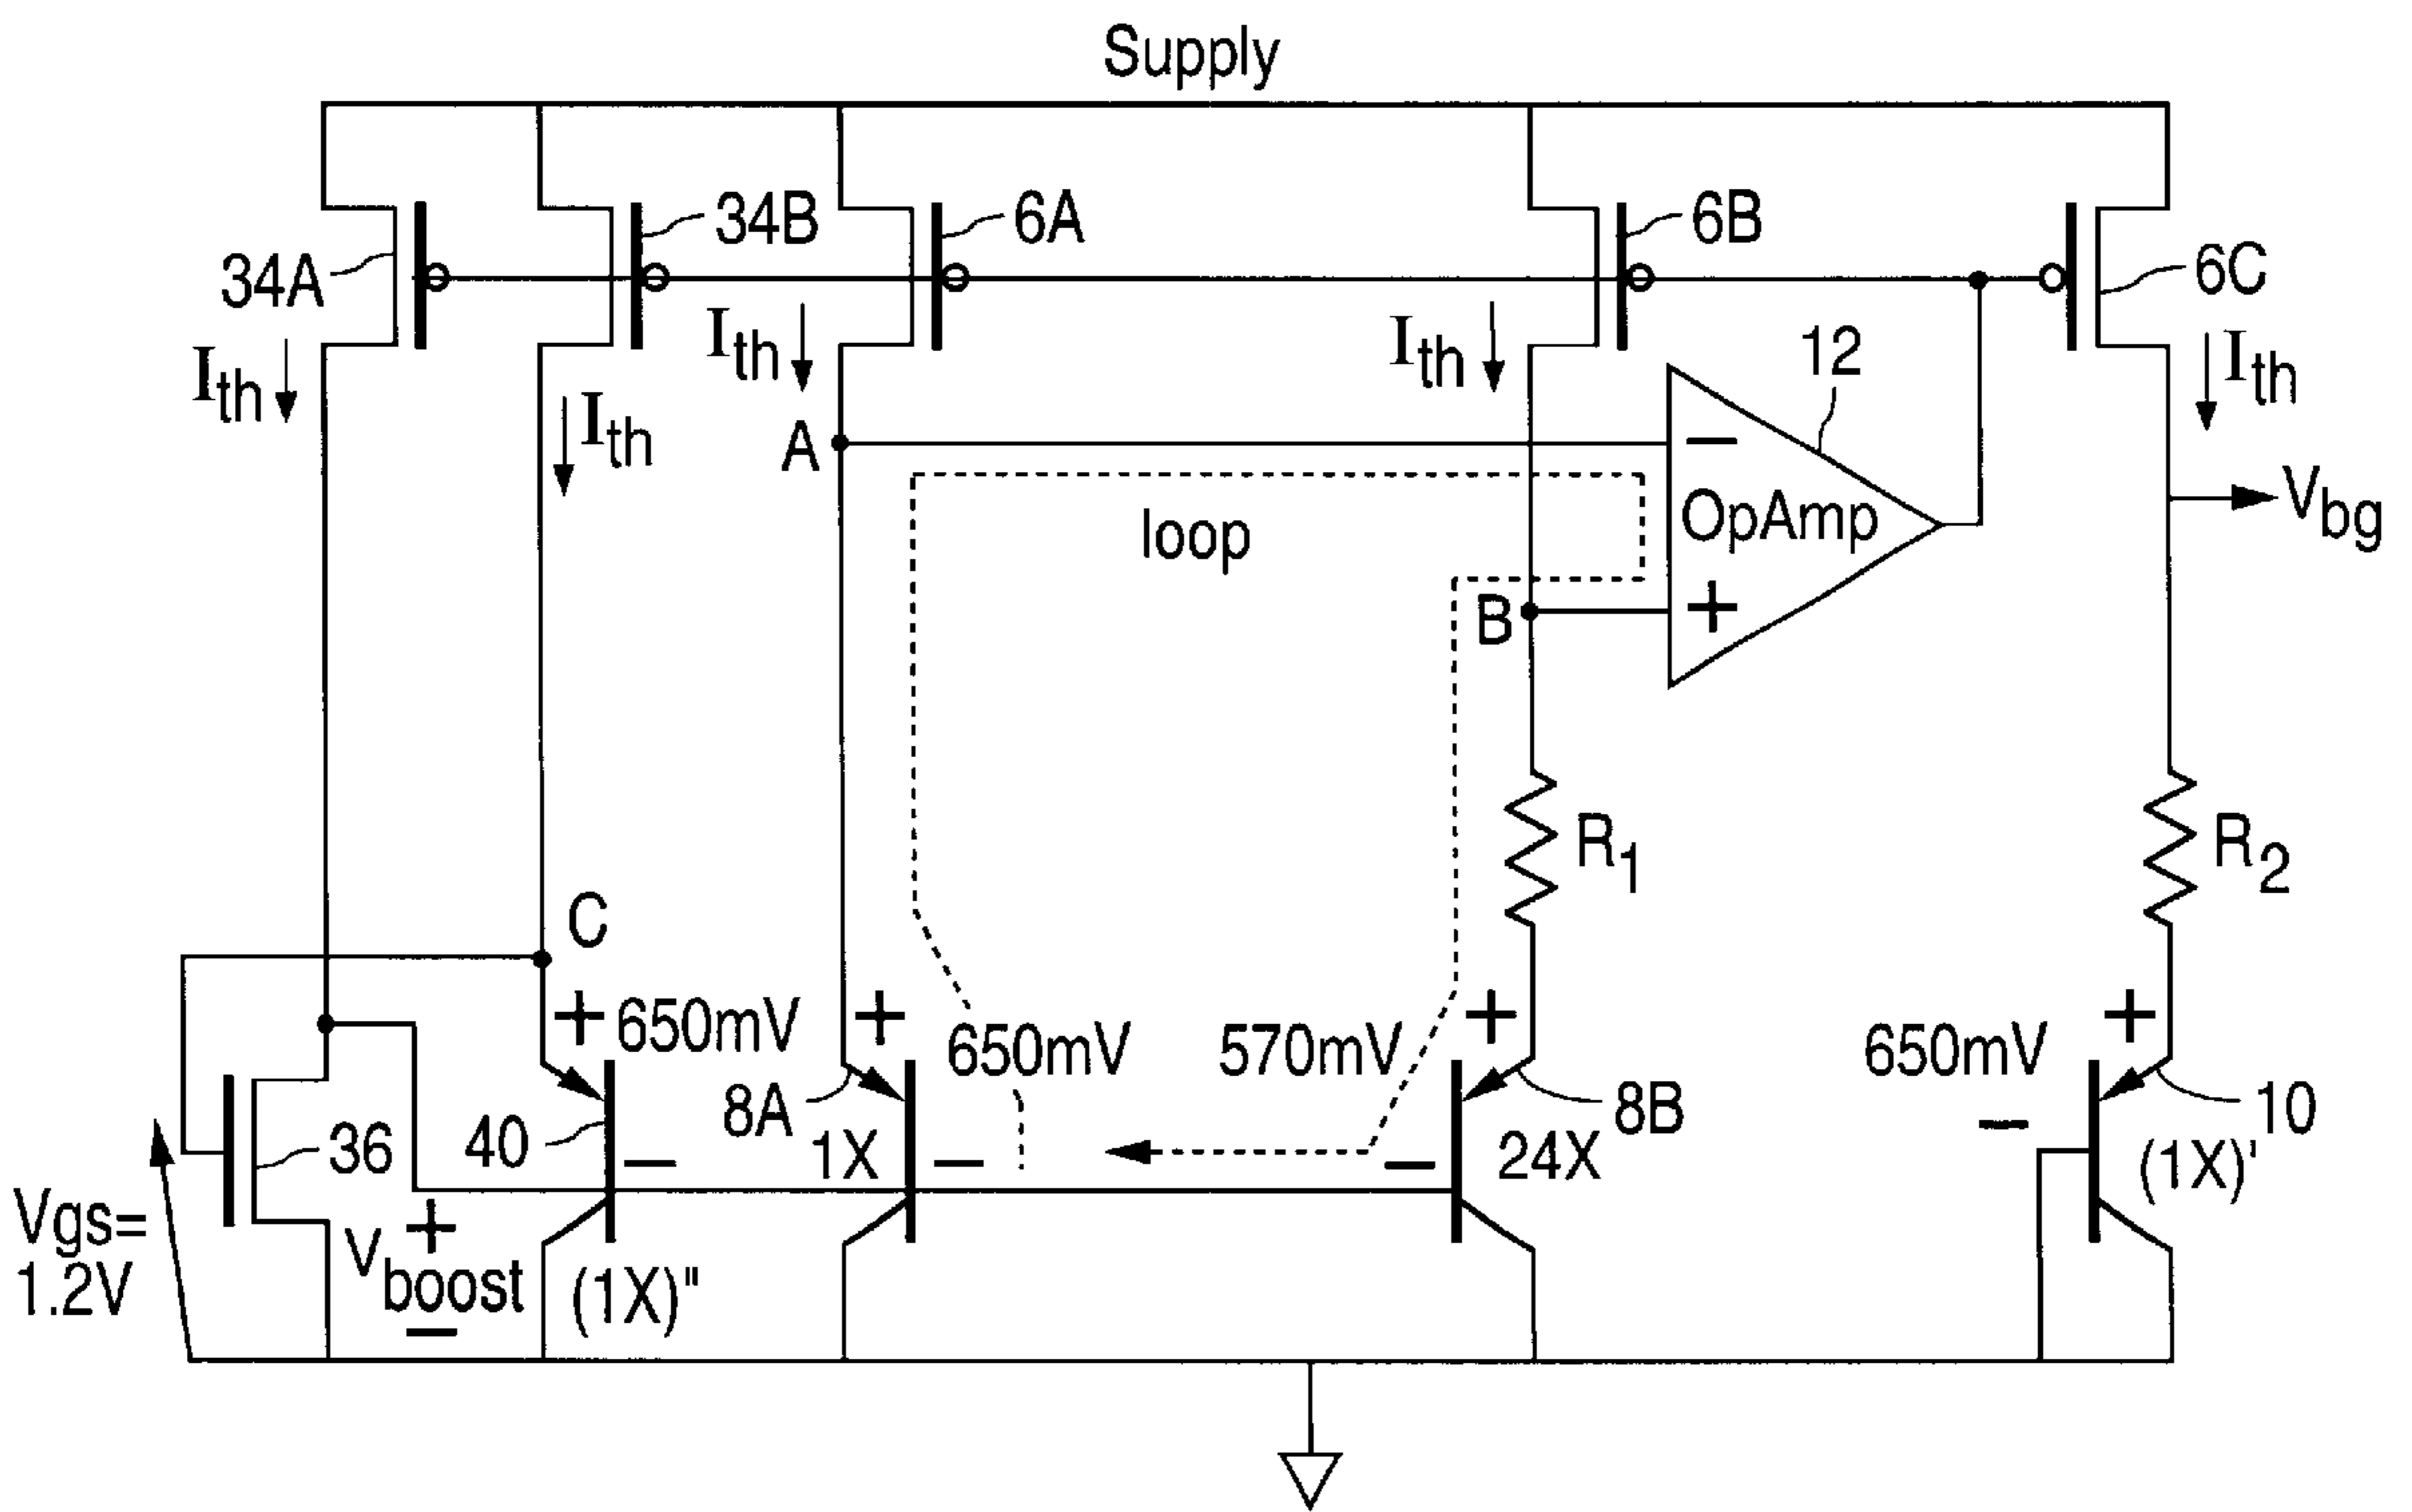 Supply
34A
34B
6A
6B
6C
Ith
Ith
Ith
Ith
Ith
12
A
−
OpAmp
+
Vbg
loop
B
R1
R2
C
+
650mV
+
650mV
570mV
+
650mV
+
36
40
−
8A
1X
−
−
24X
8B
−
(1X)'
10
Vgs=
1.2V
+
Vboost
−
(1X)"